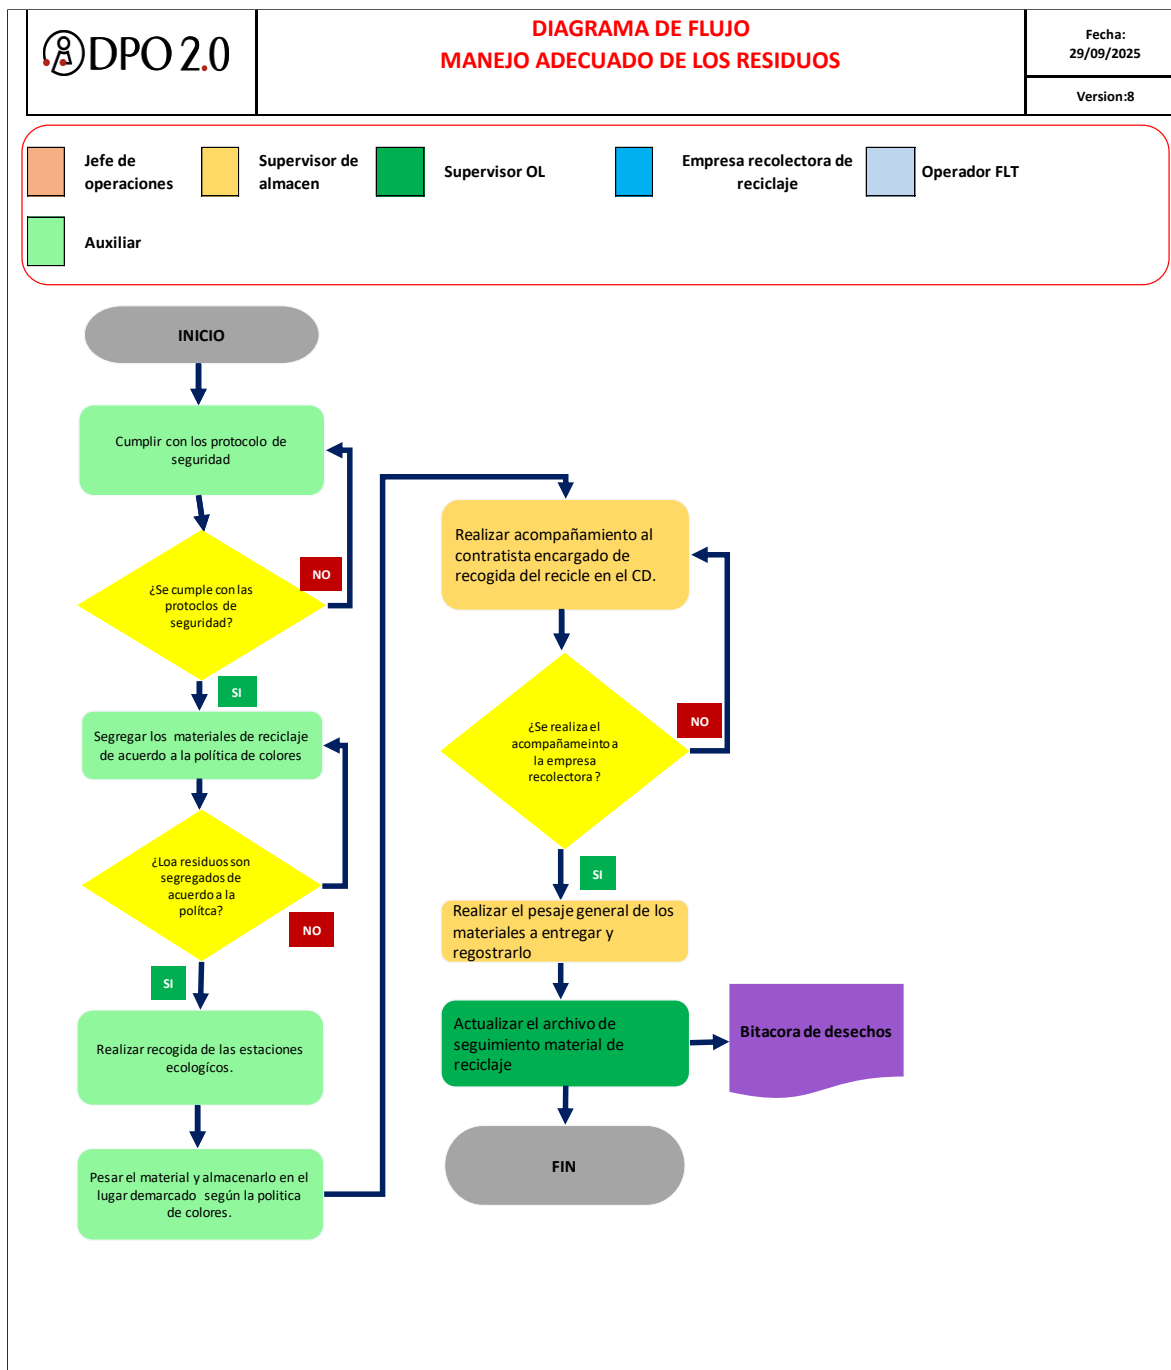 DPO 2.0
DIAGRAMA DE FLUJO
MANEJO ADECUADO DE LOS RESIDUOS
Fecha:
29/09/2025
Version:8
Jefe de
operaciones
Supervisor de
almacen
Supervisor OL
Empresa recolectora de
reciclaje
Operador FLT
Auxiliar
INICIO
Cumplir con los protocolo de
seguridad
¿Se cumple con las
protoclos de
seguridad?
NO
SI
Segregar los materiales de reciclaje
de acuerdo a la política de colores
¿Loa residuos son
segregados de
acuerdo a la
polítca?
NO
SI
Realizar recogida de las estaciones
ecologícos.
Pesar el material y almacenarlo en el
lugar demarcado según la politica
de colores.
Realizar acompañamiento al
contratista encargado de
recogida del recicle en el CD.
¿Se realiza el
acompañameinto a
la empresa
recolectora ?
NO
SI
Realizar el pesaje general de los
materiales a entregar y
regostrarlo
Actualizar el archivo de
seguimiento material de
reciclaje
Bitacora de desechos
FIN